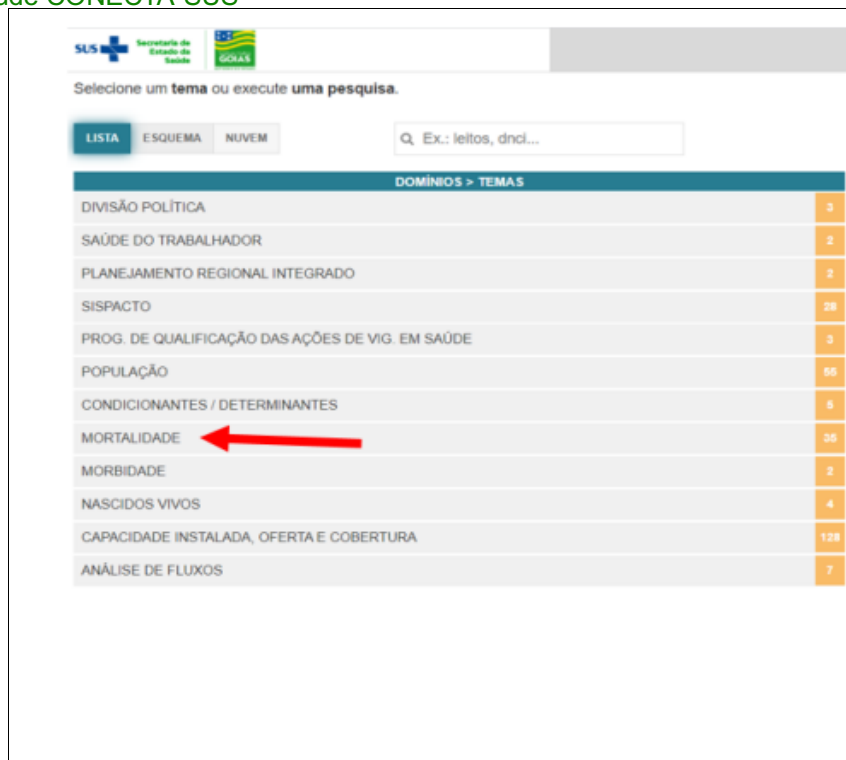 CONECTA SUS
SUS
Secretaria de
Estado da
Saúde
GOIÁS
Selecione um tema ou execute uma pesquisa.
LISTA ESQUEMA NUVEM Ex.: leitos, dnci...
DOMÍNIOS > TEMAS
DIVISÃO POLÍTICA 3
SAÚDE DO TRABALHADOR 2
PLANEJAMENTO REGIONAL INTEGRADO 2
SISPACTO 28
PROG. DE QUALIFICAÇÃO DAS AÇÕES DE VIG. EM SAÚDE 3
POPULAÇÃO 55
CONDICIONANTES / DETERMINANTES 5
MORTALIDADE 35
MORBIDADE 2
NASCIDOS VIVOS 4
CAPACIDADE INSTALADA, OFERTA E COBERTURA 128
ANÁLISE DE FLUXOS 7